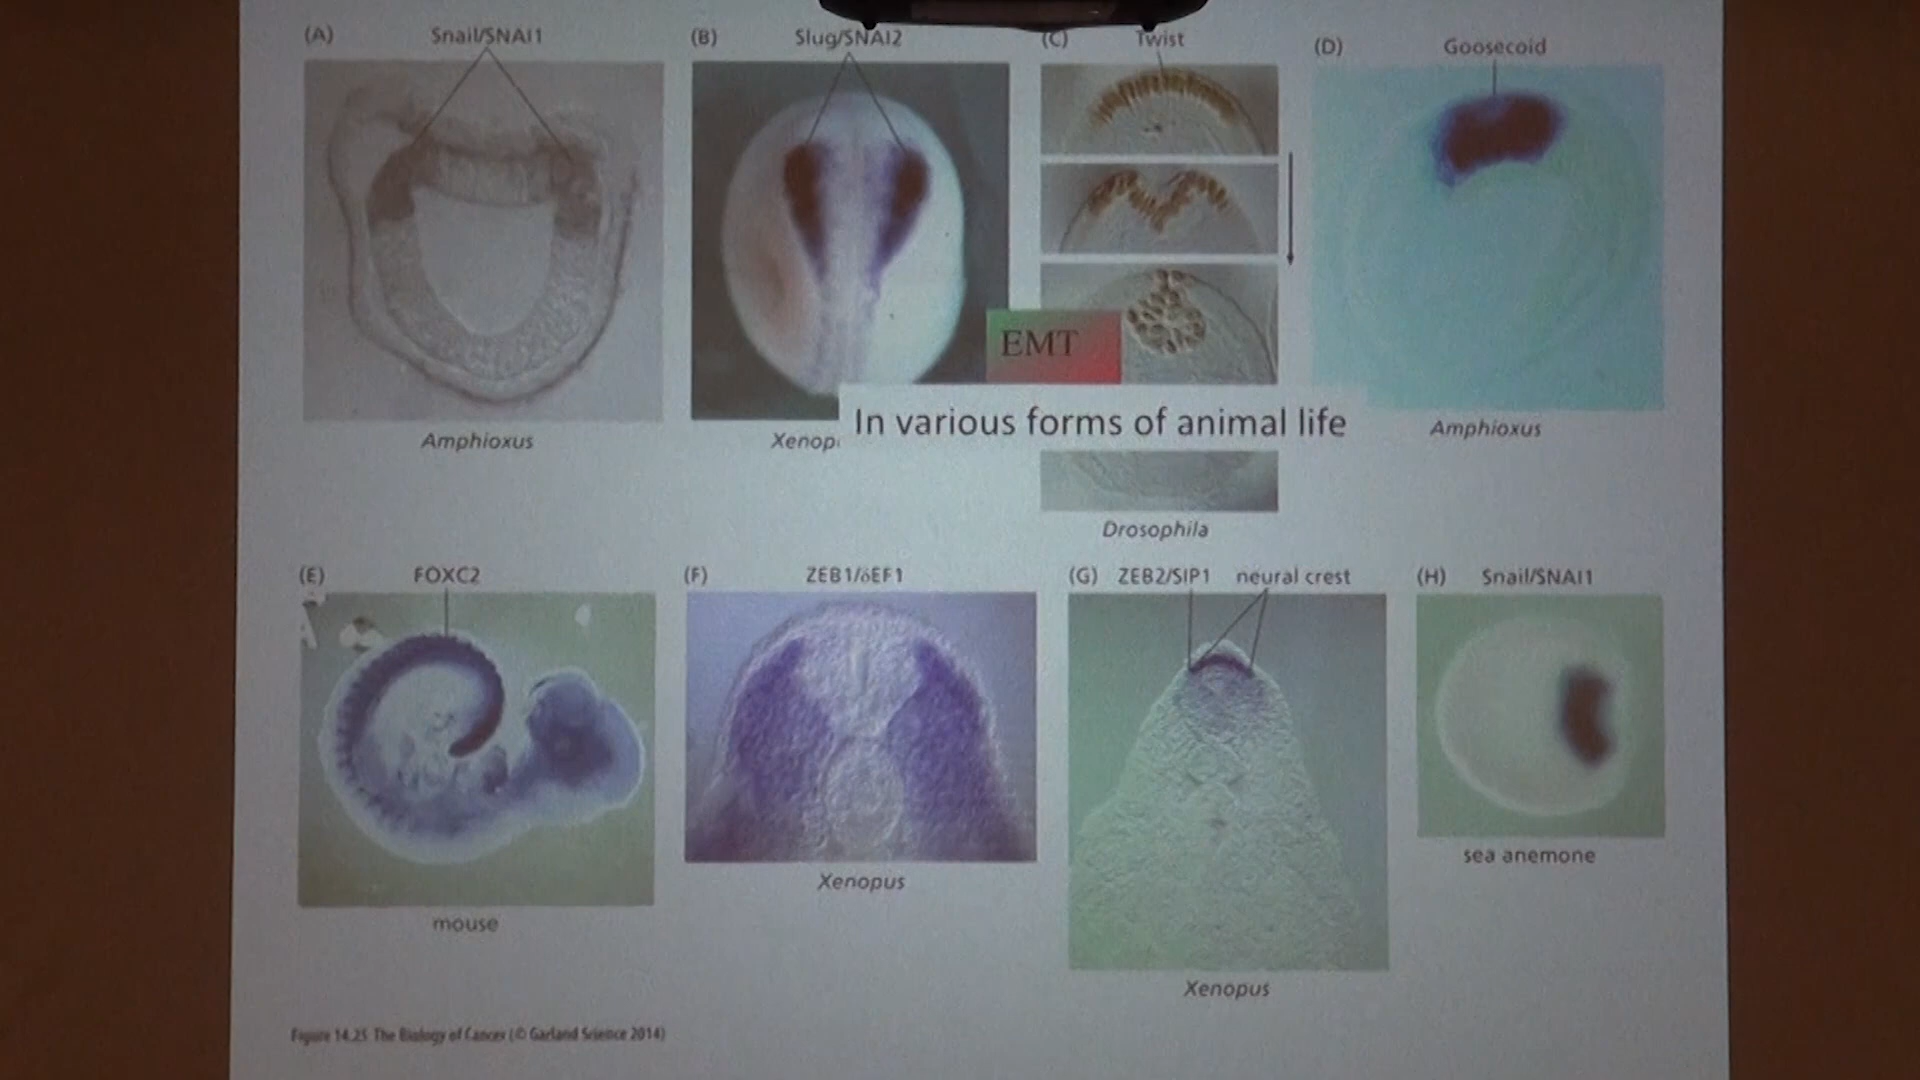 (A) Snail/SNAI1
(B) Slug/SNAI2
(C) Twist
(D) Goosecoid
EMT
In various forms of animal life
Amphioxus
Xenop
Amphioxus
Drosophila
(E) FOXC2
(F) ZEB1/δEF1
(G) ZEB2/SIP1 neural crest
(H) Snail/SNAI1
A
mouse
Xenopus
Xenopus
sea anemone
Figure 14.25 The Biology of Cancer (© Garland Science 2014)